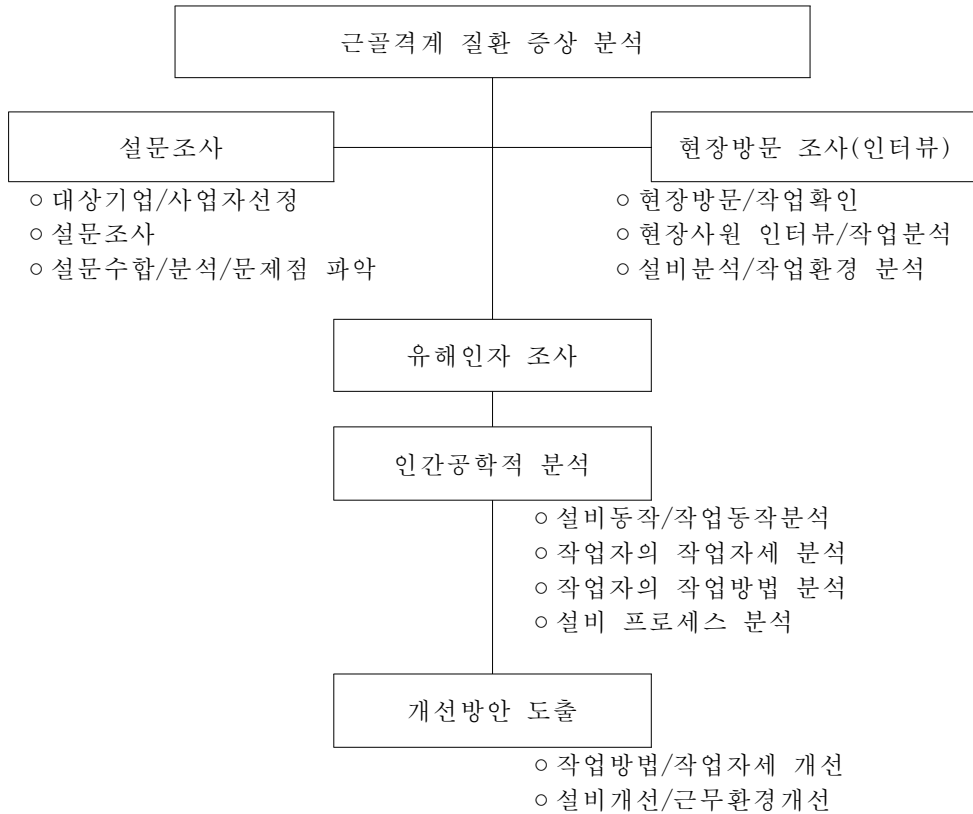 근골격계 질환 증상 분석
설문조사
○ 대상기업/사업자선정
○ 설문조사
○ 설문수합/분석/문제점 파악
현장방문 조사(인터뷰)
○ 현장방문/작업확인
○ 현장사원 인터뷰/작업분석
○ 설비분석/작업환경 분석
유해인자 조사
인간공학적 분석
○ 설비동작/작업동작분석
○ 작업자의 작업자세 분석
○ 작업자의 작업방법 분석
○ 설비 프로세스 분석
개선방안 도출
○ 작업방법/작업자세 개선
○ 설비개선/근무환경개선